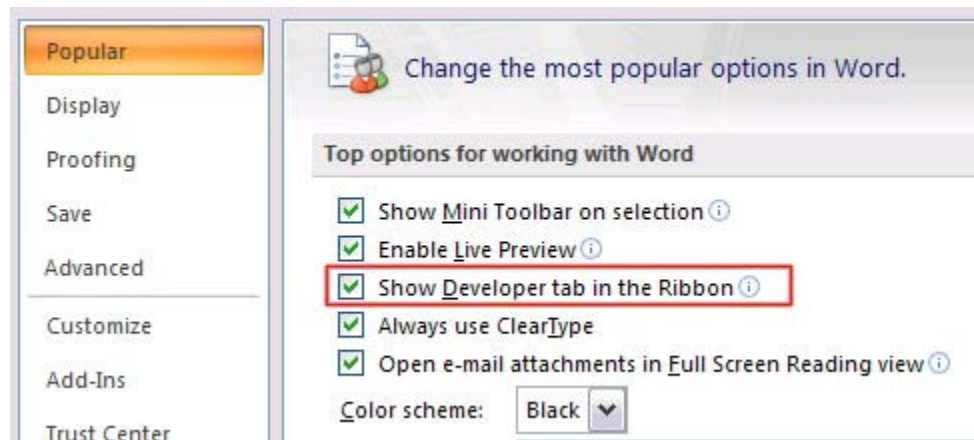 Popular
Display
Proofing
Save
Advanced
Customize
Add-Ins
Trust Center
Change the most popular options in Word.
Top options for working with Word
Show Mini Toolbar on selection
Enable Live Preview
Show Developer tab in the Ribbon
Always use ClearType
Open e-mail attachments in Full Screen Reading view
Color scheme: Black